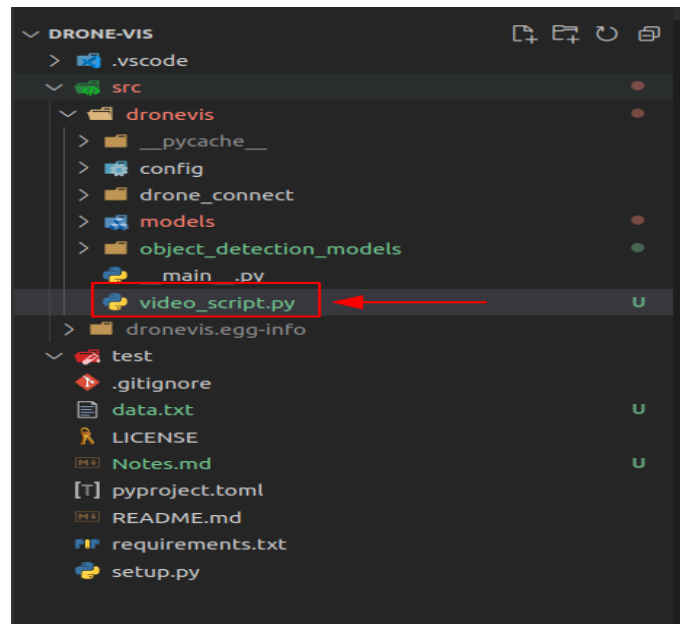 DRONE-VIS
.vscode
src
dronevis
__pycache__
config
drone_connect
models
object_detection_models
__main__.py
video_script.py U
dronevis.egg-info
test
.gitignore
data.txt U
LICENSE
Notes.md U
[T] pyproject.toml
README.md
requirements.txt
setup.py